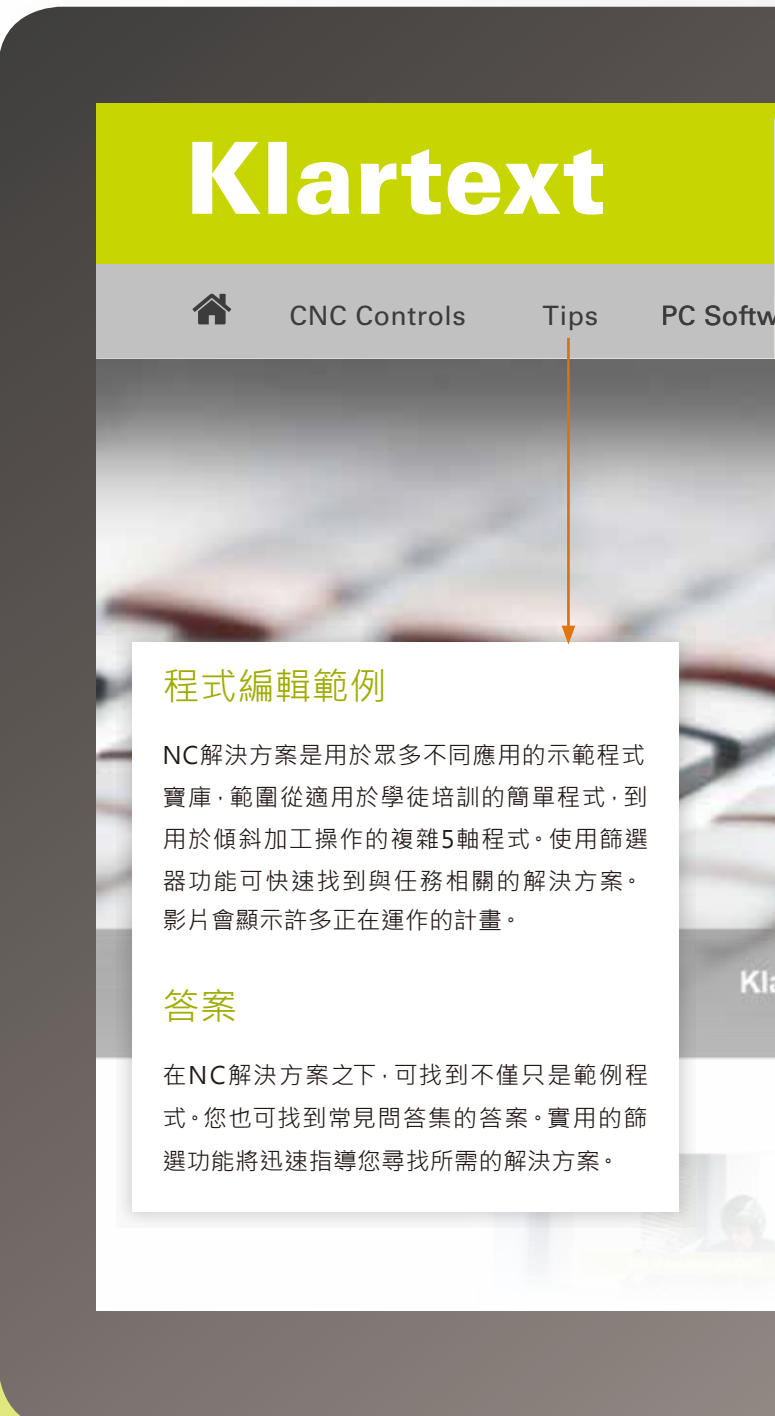 Klartext
CNC Controls Tips PC Softw
程式編輯範例
NC解決方案是用於眾多不同應用的示範程式
寶庫，範圍從適用於學徒培訓的簡單程式，到
用於傾斜加工操作的複雜5軸程式。使用篩選
器功能可快速找到與任務相關的解決方案。
影片會顯示許多正在運作的計畫。
Kla
答案
在NC解決方案之下，可找到不僅只是範例程
式。您也可找到常見問答集的答案。實用的篩
選功能將迅速指導您尋找所需的解決方案。